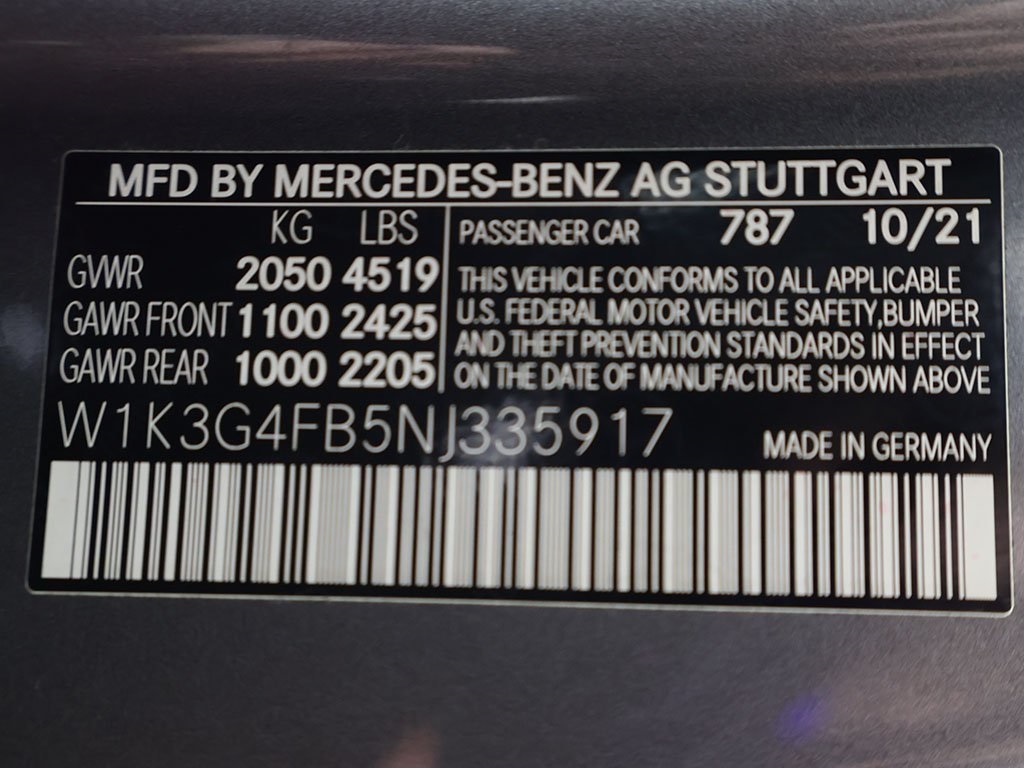 MFD BY MERCEDES-BENZ AG STUTTGART
KG LBS
GVWR 2050 4519
GAWR FRONT 1100 2425
GAWR REAR 1000 2205
PASSENGER CAR 787 10/21
THIS VEHICLE CONFORMS TO ALL APPLICABLE
U.S. FEDERAL MOTOR VEHICLE SAFETY,BUMPER
AND THEFT PREVENTION STANDARDS IN EFFECT
ON THE DATE OF MANUFACTURE SHOWN ABOVE
W1K3G4FB5NJ335917
MADE IN GERMANY